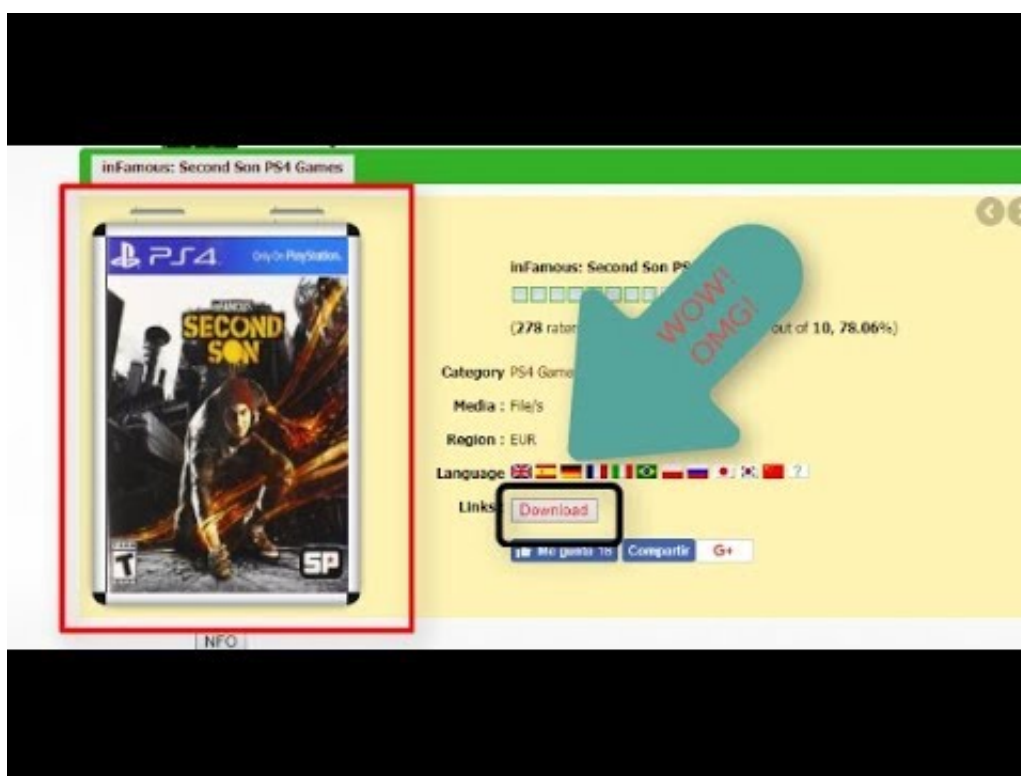 inFamous: Second Son PS4 Games
PS4
Only On PlayStation
inFAMOUS
SECOND
SON
T
SP
inFamous: Second Son PS
WOW!
OMG!
(278 rater
out of 10, 78.06%)
Category PS4 Game
Media : File/s
Region : EUR
Language
?
Links
Download
Me gusta 18
Compartir
G+
NFO